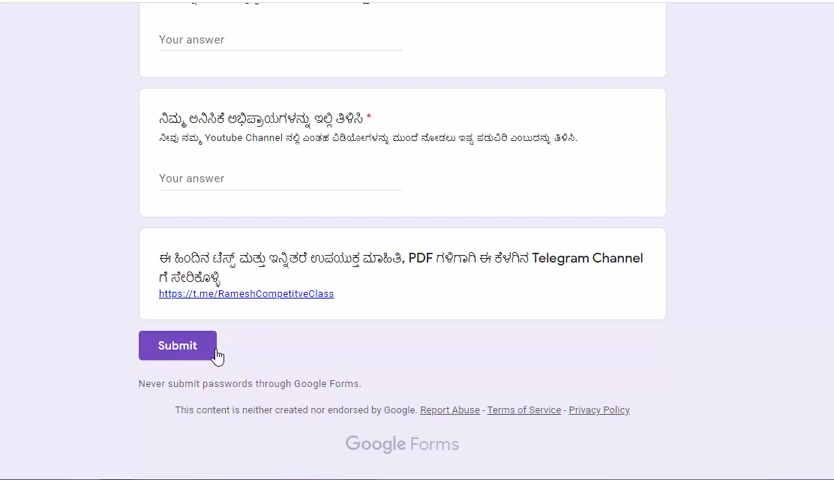 Your answer
ನಿಮ್ಮ ಅನಿಸಿಕೆ ಅಭಿಪ್ರಾಯಗಳನ್ನು ಇಲ್ಲಿ ತಿಳಿಸಿ *
ನೀವು ನಮ್ಮ Youtube Channel ನಲ್ಲಿ ಎಂತಹ ವಿಡಿಯೋಗಳನ್ನು ಮುಂದೆ ನೋಡಲು ಇಷ್ಟ ಪಡುವಿರಿ ಎಂಬುದನ್ನು ತಿಳಿಸಿ.
Your answer
ಈ ಹಿಂದಿನ ಟೆಸ್ಟ್ ಮತ್ತು ಇನ್ನಿತರೆ ಉಪಯುಕ್ತ ಮಾಹಿತಿ, PDF ಗಳಿಗಾಗಿ ಈ ಕೆಳಗಿನ Telegram Channel
ಗೆ ಸೇರಿಕೊಳ್ಳಿ
https://t.me/RameshCompetitveClass
Submit
Never submit passwords through Google Forms.
This content is neither created nor endorsed by Google. Report Abuse - Terms of Service - Privacy Policy
Google Forms